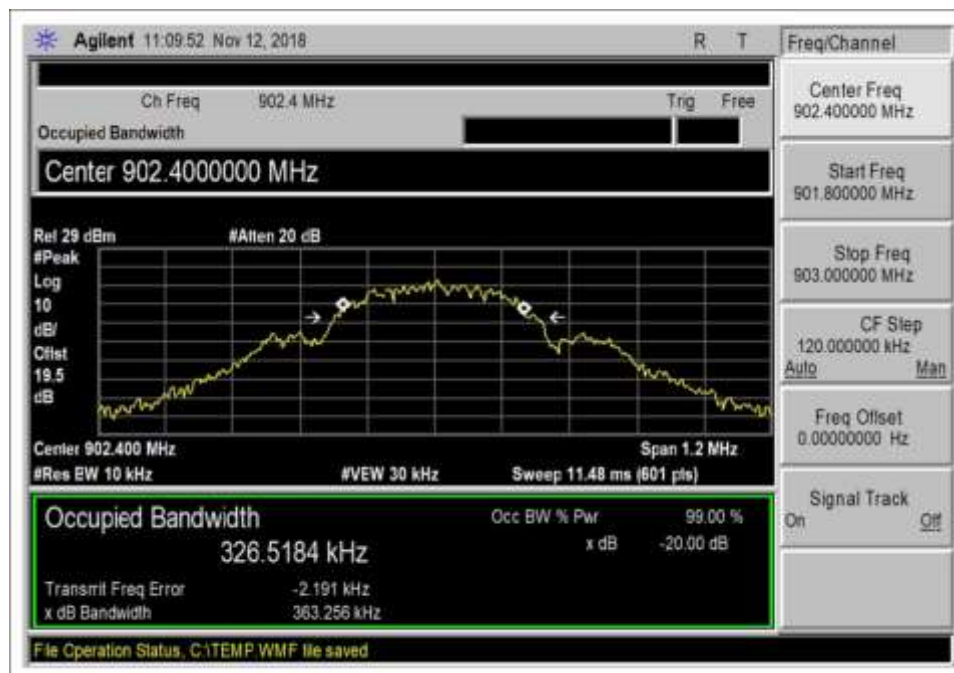 Agilent 11:09:52 Nov 12, 2018 R T
Freq/Channel
Ch Freq 902.4 MHz Trig Free
Occupied Bandwidth
Center 902.4000000 MHz
Ref 29 dBm #Atten 20 dB
#Peak
Log
10
dB/
Offst
19.5
dB
Center 902.400 MHz Span 1.2 MHz
#Res BW 10 kHz #VBW 30 kHz Sweep 11.48 ms (601 pts)
Occupied Bandwidth Occ BW % Pwr 99.00 %
326.5184 kHz x dB -20.00 dB
Transmit Freq Error -2.191 kHz
x dB Bandwidth 363.256 kHz
File Operation Status, C:\TEMP.WMF file saved
Center Freq
902.400000 MHz
Start Freq
901.800000 MHz
Stop Freq
903.000000 MHz
CF Step
120.000000 kHz
Auto Man
Freq Offset
0.00000000 Hz
Signal Track
On Off